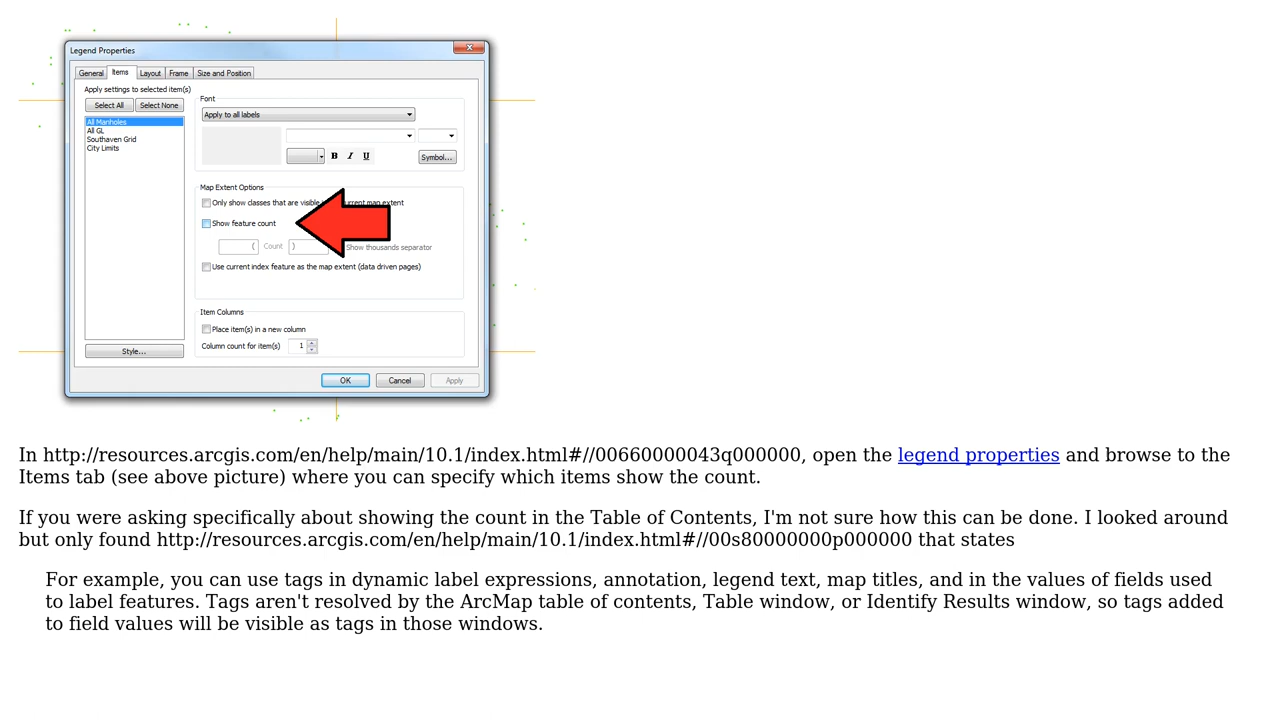 Legend Properties
General Items Layout Frame Size and Position
Apply settings to selected item(s)
Select All Select None
All Manholes
All GL
Southaven Grid
City Limits
Style...
Font
Apply to all labels
B I U Symbol...
Map Extent Options
Only show classes that are visible current map extent
Show feature count
( Count ) Show thousands separator
Use current index feature as the map extent (data driven pages)
Item Columns
Place item(s) in a new column
Column count for item(s) 1
OK Cancel Apply
In http://resources.arcgis.com/en/help/main/10.1/index.html#//00660000043q000000, open the legend properties and browse to the
Items tab (see above picture) where you can specify which items show the count.
If you were asking specifically about showing the count in the Table of Contents, I'm not sure how this can be done. I looked around
but only found http://resources.arcgis.com/en/help/main/10.1/index.html#//00s80000000p000000 that states
For example, you can use tags in dynamic label expressions, annotation, legend text, map titles, and in the values of fields used
to label features. Tags aren't resolved by the ArcMap table of contents, Table window, or Identify Results window, so tags added
to field values will be visible as tags in those windows.